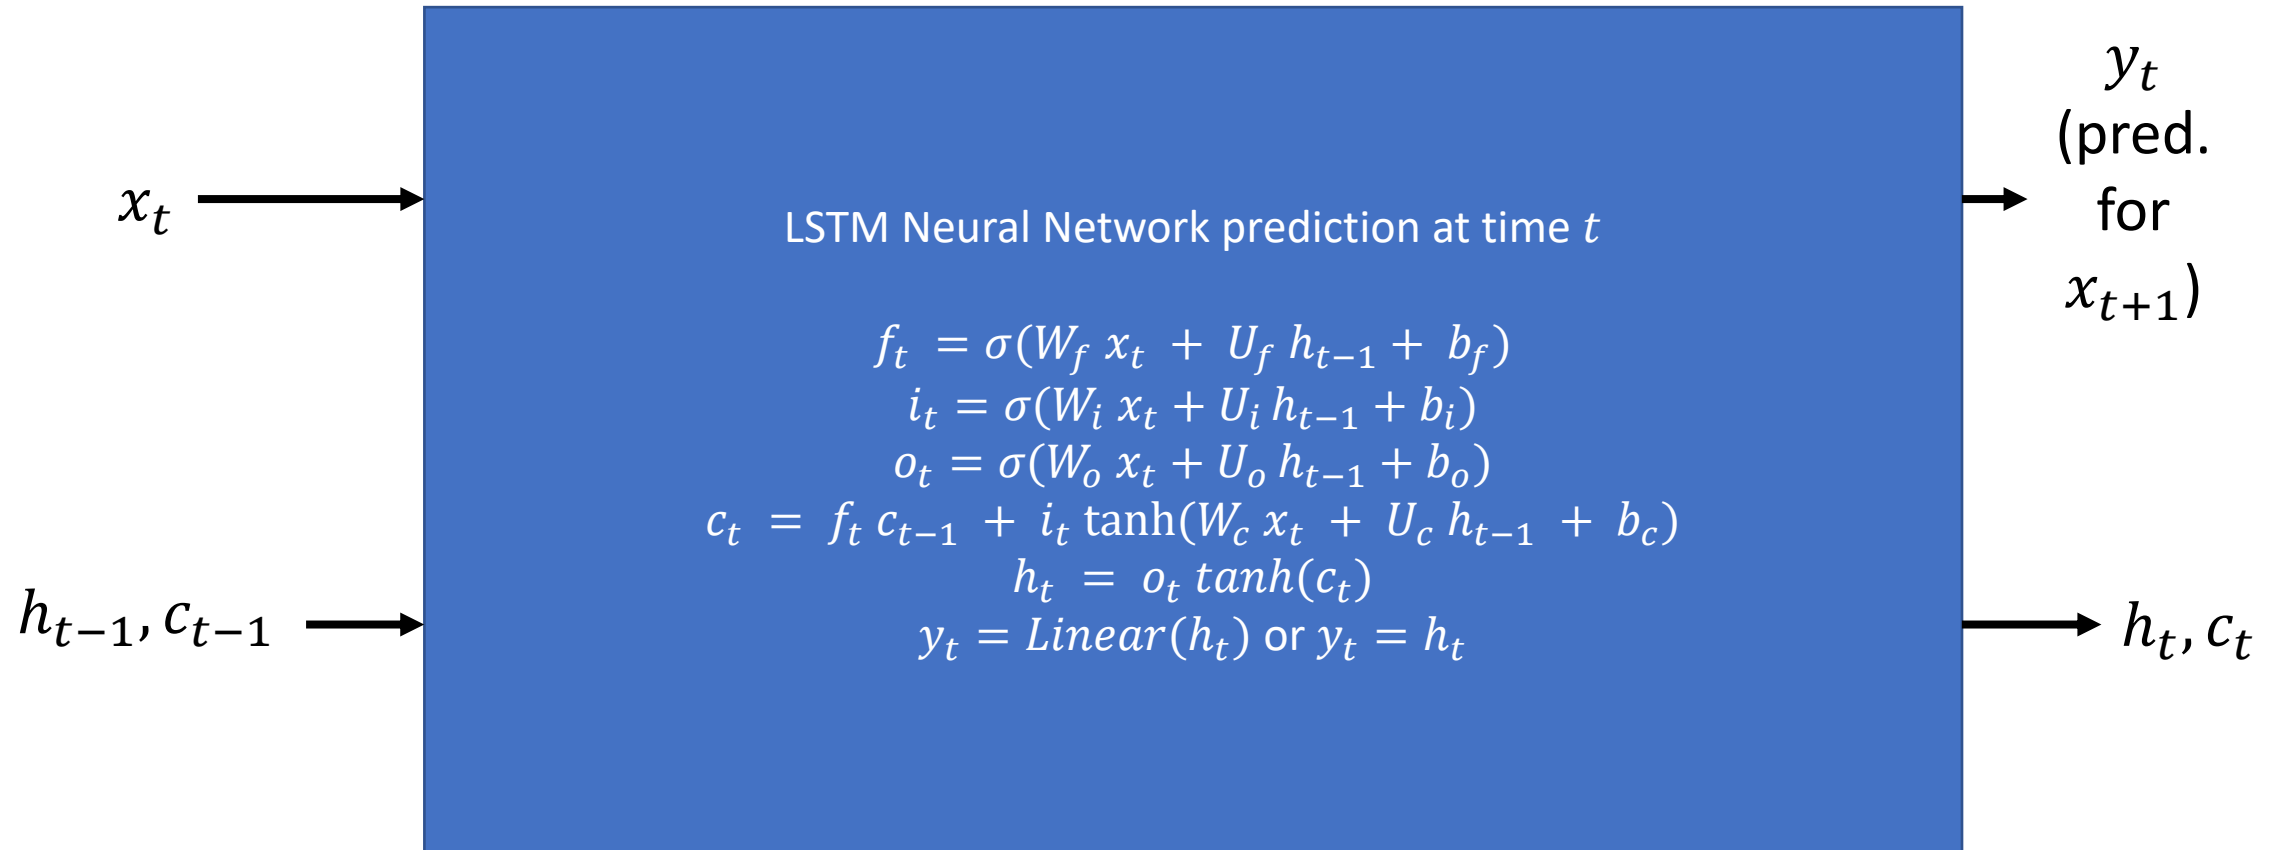 x_t
h_{t−1}, c_{t−1}
LSTM Neural Network prediction at time t
f_t = σ(W_f x_t + U_f h_{t−1} + b_f)
i_t = σ(W_i x_t + U_i h_{t−1} + b_i)
o_t = σ(W_o x_t + U_o h_{t−1} + b_o)
c_t = f_t c_{t−1} + i_t tanh(W_c x_t + U_c h_{t−1} + b_c)
h_t = o_t tanh(c_t)
y_t = Linear(h_t) or y_t = h_t
y_t
(pred.
for
x_{t+1})
h_t, c_t